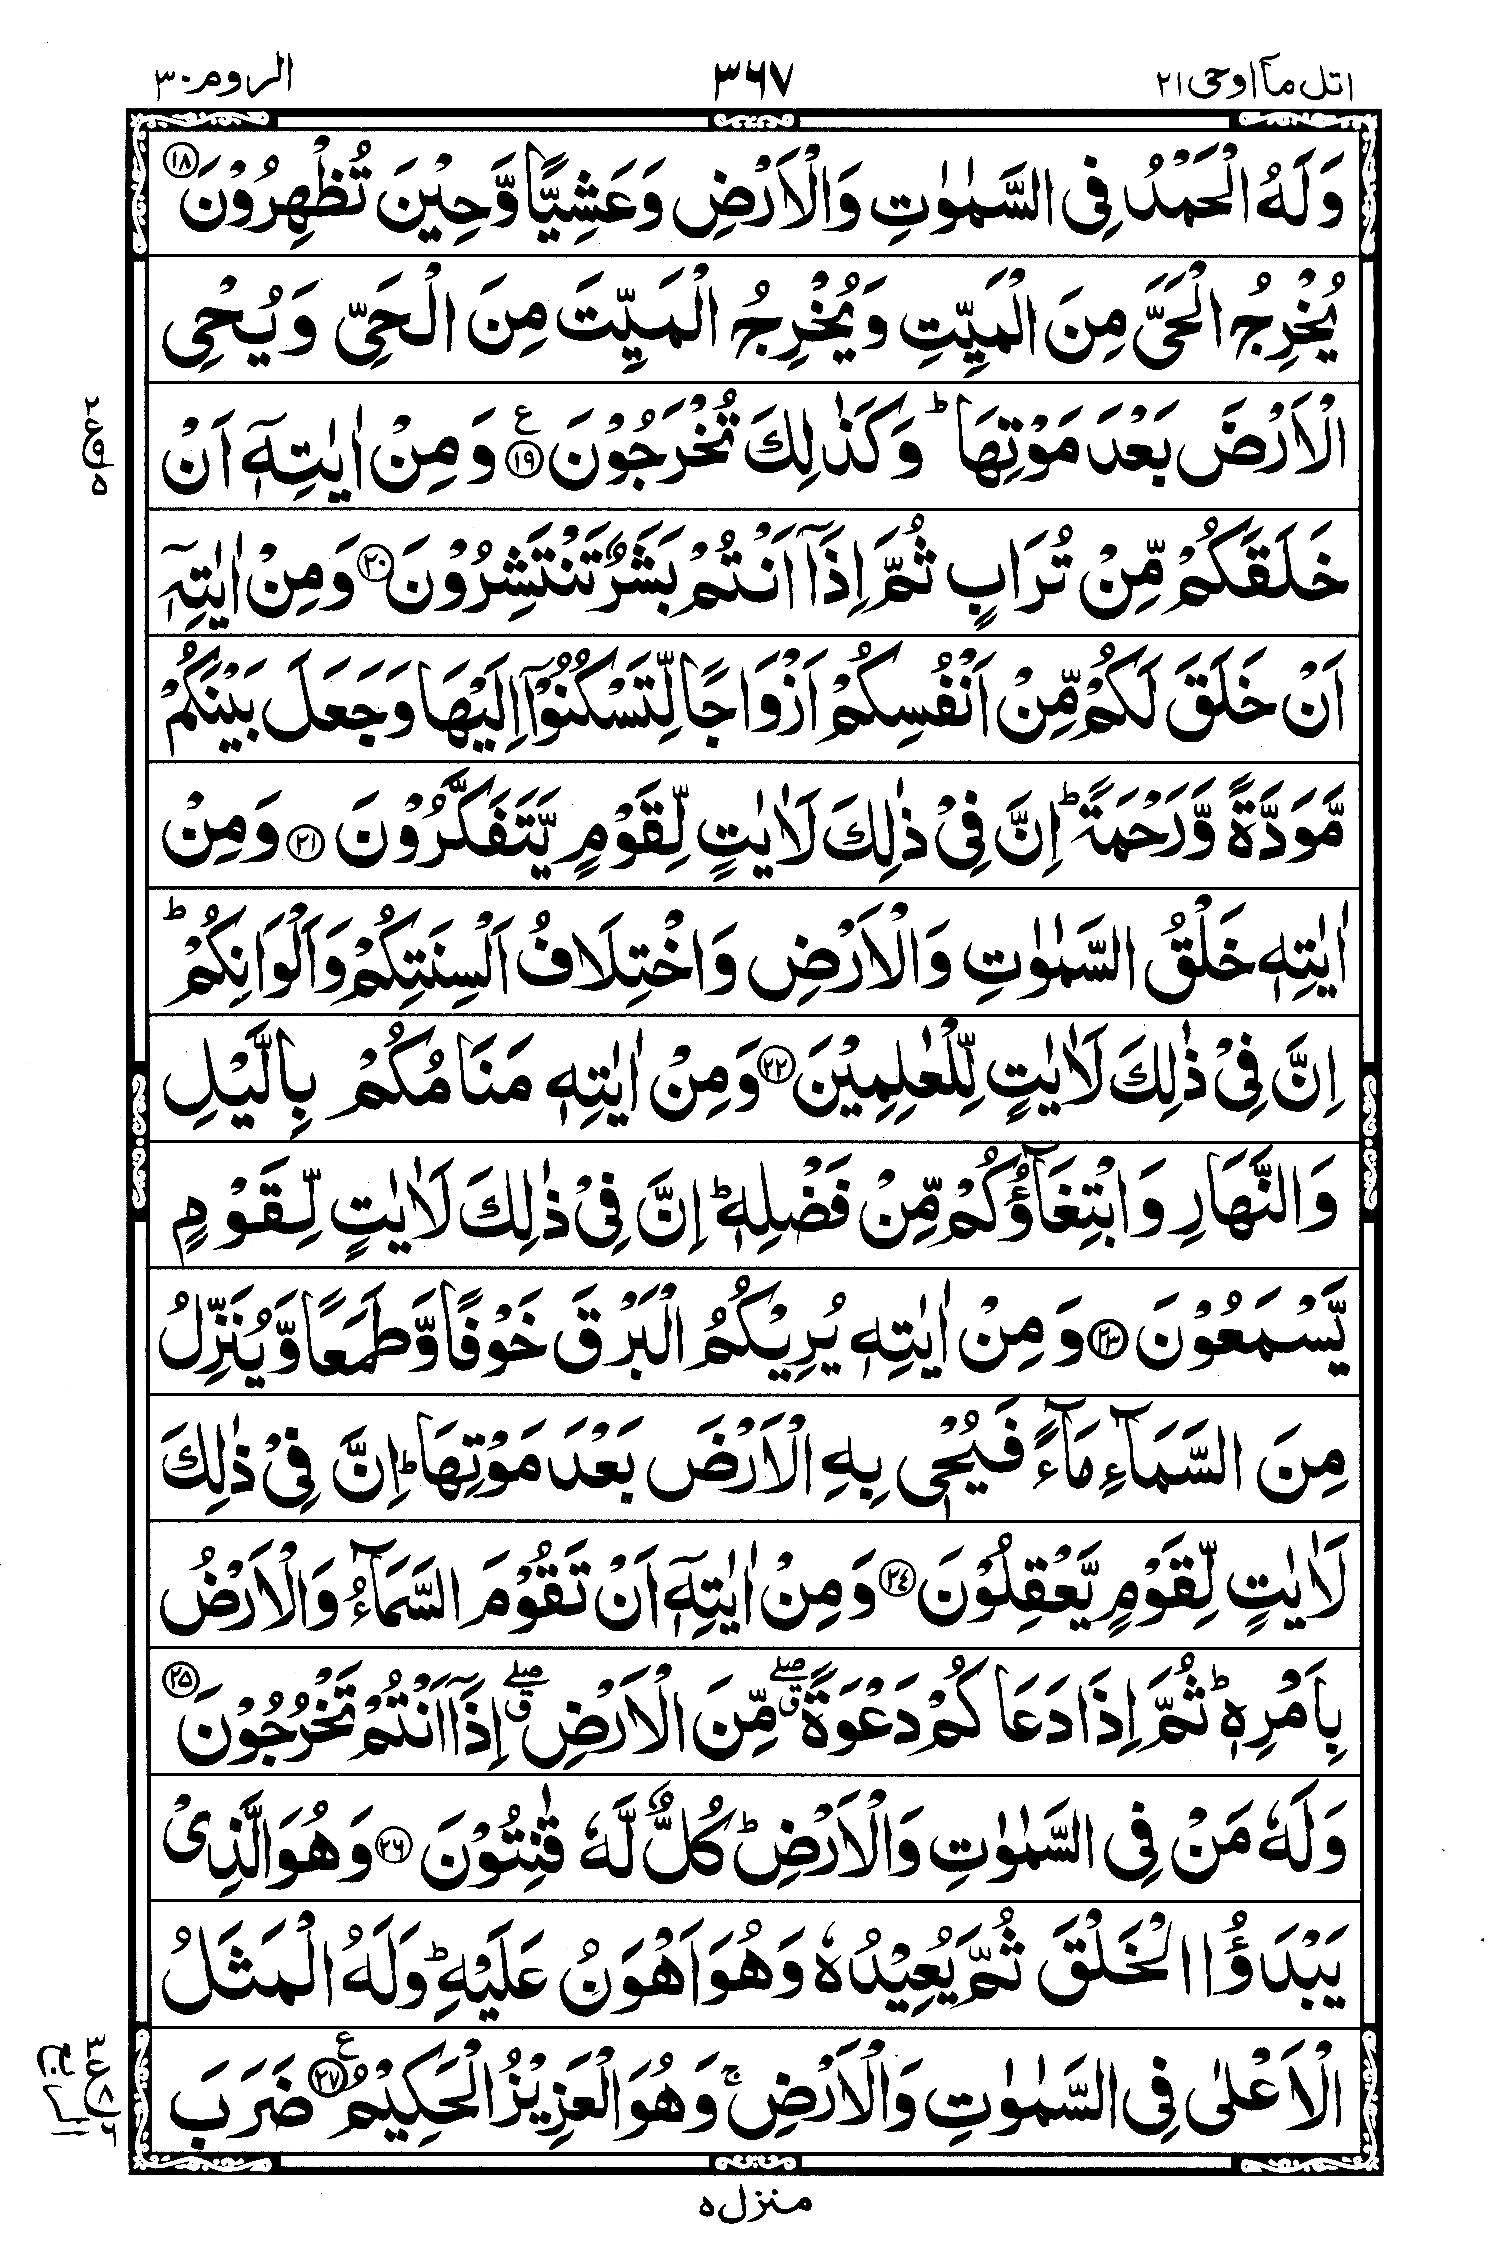 اتل مآ اوحی ۲۱ ۳۶۷ الروم ۳۰
وَلَهُ الْحَمْدُ فِی السَّمٰوٰتِ وَالْاَرْضِ وَعَشِیًّا وَّحِیْنَ تُظْهِرُوْنَ ۝۱۸
یُخْرِجُ الْحَیَّ مِنَ الْمَیِّتِ وَیُخْرِجُ الْمَیِّتَ مِنَ الْحَیِّ وَیُحْیِ
الْاَرْضَ بَعْدَ مَوْتِهَا ؕ وَكَذٰلِكَ تُخْرَجُوْنَ ۝۱۹ ع وَمِنْ اٰیٰتِهٖۤ اَنْ
خَلَقَكُمْ مِّنْ تُرَابٍ ثُمَّ اِذَاۤ اَنْتُمْ بَشَرٌ تَنْتَشِرُوْنَ ۝۲۰ وَمِنْ اٰیٰتِهٖۤ
اَنْ خَلَقَ لَكُمْ مِّنْ اَنْفُسِكُمْ اَزْوَاجًا لِّتَسْكُنُوْۤا اِلَیْهَا وَجَعَلَ بَیْنَكُمْ
مَّوَدَّةً وَّرَحْمَةً ؕ اِنَّ فِیْ ذٰلِكَ لَاٰیٰتٍ لِّقَوْمٍ یَّتَفَكَّرُوْنَ ۝۲۱ وَمِنْ
اٰیٰتِهٖ خَلْقُ السَّمٰوٰتِ وَالْاَرْضِ وَاخْتِلَافُ اَلْسِنَتِكُمْ وَاَلْوَانِكُمْ ؕ
اِنَّ فِیْ ذٰلِكَ لَاٰیٰتٍ لِّلْعٰلِمِیْنَ ۝۲۲ وَمِنْ اٰیٰتِهٖ مَنَامُكُمْ بِالَّیْلِ
وَالنَّهَارِ وَابْتِغَآؤُكُمْ مِّنْ فَضْلِهٖ ؕ اِنَّ فِیْ ذٰلِكَ لَاٰیٰتٍ لِّقَوْمٍ
یَّسْمَعُوْنَ ۝۲۳ وَمِنْ اٰیٰتِهٖ یُرِیْكُمُ الْبَرْقَ خَوْفًا وَّطَمَعًا وَّیُنَزِّلُ
مِنَ السَّمَآءِ مَآءً فَیُحْیٖ بِهِ الْاَرْضَ بَعْدَ مَوْتِهَا ؕ اِنَّ فِیْ ذٰلِكَ
لَاٰیٰتٍ لِّقَوْمٍ یَّعْقِلُوْنَ ۝۲۴ وَمِنْ اٰیٰتِهٖۤ اَنْ تَقُوْمَ السَّمَآءُ وَالْاَرْضُ
بِاَمْرِهٖ ؕ ثُمَّ اِذَا دَعَاكُمْ دَعْوَةً ۖق مِّنَ الْاَرْضِ ۖق اِذَاۤ اَنْتُمْ تَخْرُجُوْنَ ۝۲۵
وَلَهٗ مَنْ فِی السَّمٰوٰتِ وَالْاَرْضِ ؕ كُلٌّ لَّهٗ قٰنِتُوْنَ ۝۲۶ وَهُوَ الَّذِیْ
یَبْدَؤُا الْخَلْقَ ثُمَّ یُعِیْدُهٗ وَهُوَ اَهْوَنُ عَلَیْهِ ؕ وَلَهُ الْمَثَلُ
الْاَعْلٰی فِی السَّمٰوٰتِ وَالْاَرْضِ ۚ وَهُوَ الْعَزِیْزُ الْحَكِیْمُ ۝۲۷ ع ضَرَبَ
منزل ۵